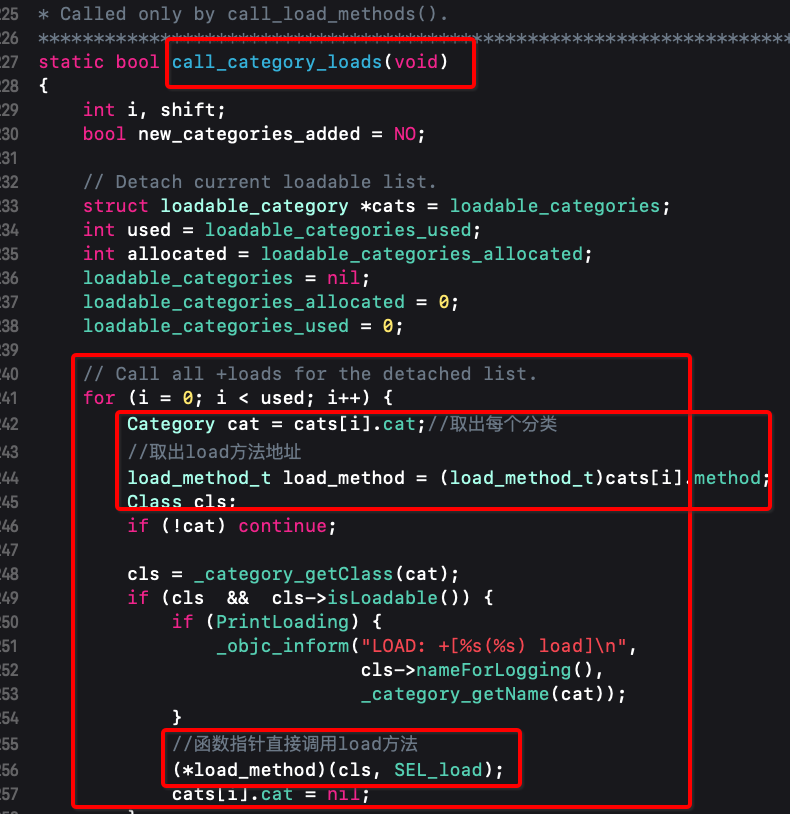 225 * Called only by call_load_methods().
226 **********************************************************************
227 static bool call_category_loads(void)
228 {
229     int i, shift;
230     bool new_categories_added = NO;
231
232     // Detach current loadable list.
233     struct loadable_category *cats = loadable_categories;
234     int used = loadable_categories_used;
235     int allocated = loadable_categories_allocated;
236     loadable_categories = nil;
237     loadable_categories_allocated = 0;
238     loadable_categories_used = 0;
239
240     // Call all +loads for the detached list.
241     for (i = 0; i < used; i++) {
242         Category cat = cats[i].cat;//取出每个分类
243         //取出load方法地址
244         load_method_t load_method = (load_method_t)cats[i].method;
245         Class cls;
246         if (!cat) continue;
247
248         cls = _category_getClass(cat);
249         if (cls  &&  cls->isLoadable()) {
250             if (PrintLoading) {
251                 _objc_inform("LOAD: +[%s(%s) load]\n",
252                              cls->nameForLogging(),
253                              _category_getName(cat));
254             }
255             //函数指针直接调用load方法
256             (*load_method)(cls, SEL_load);
257             cats[i].cat = nil;